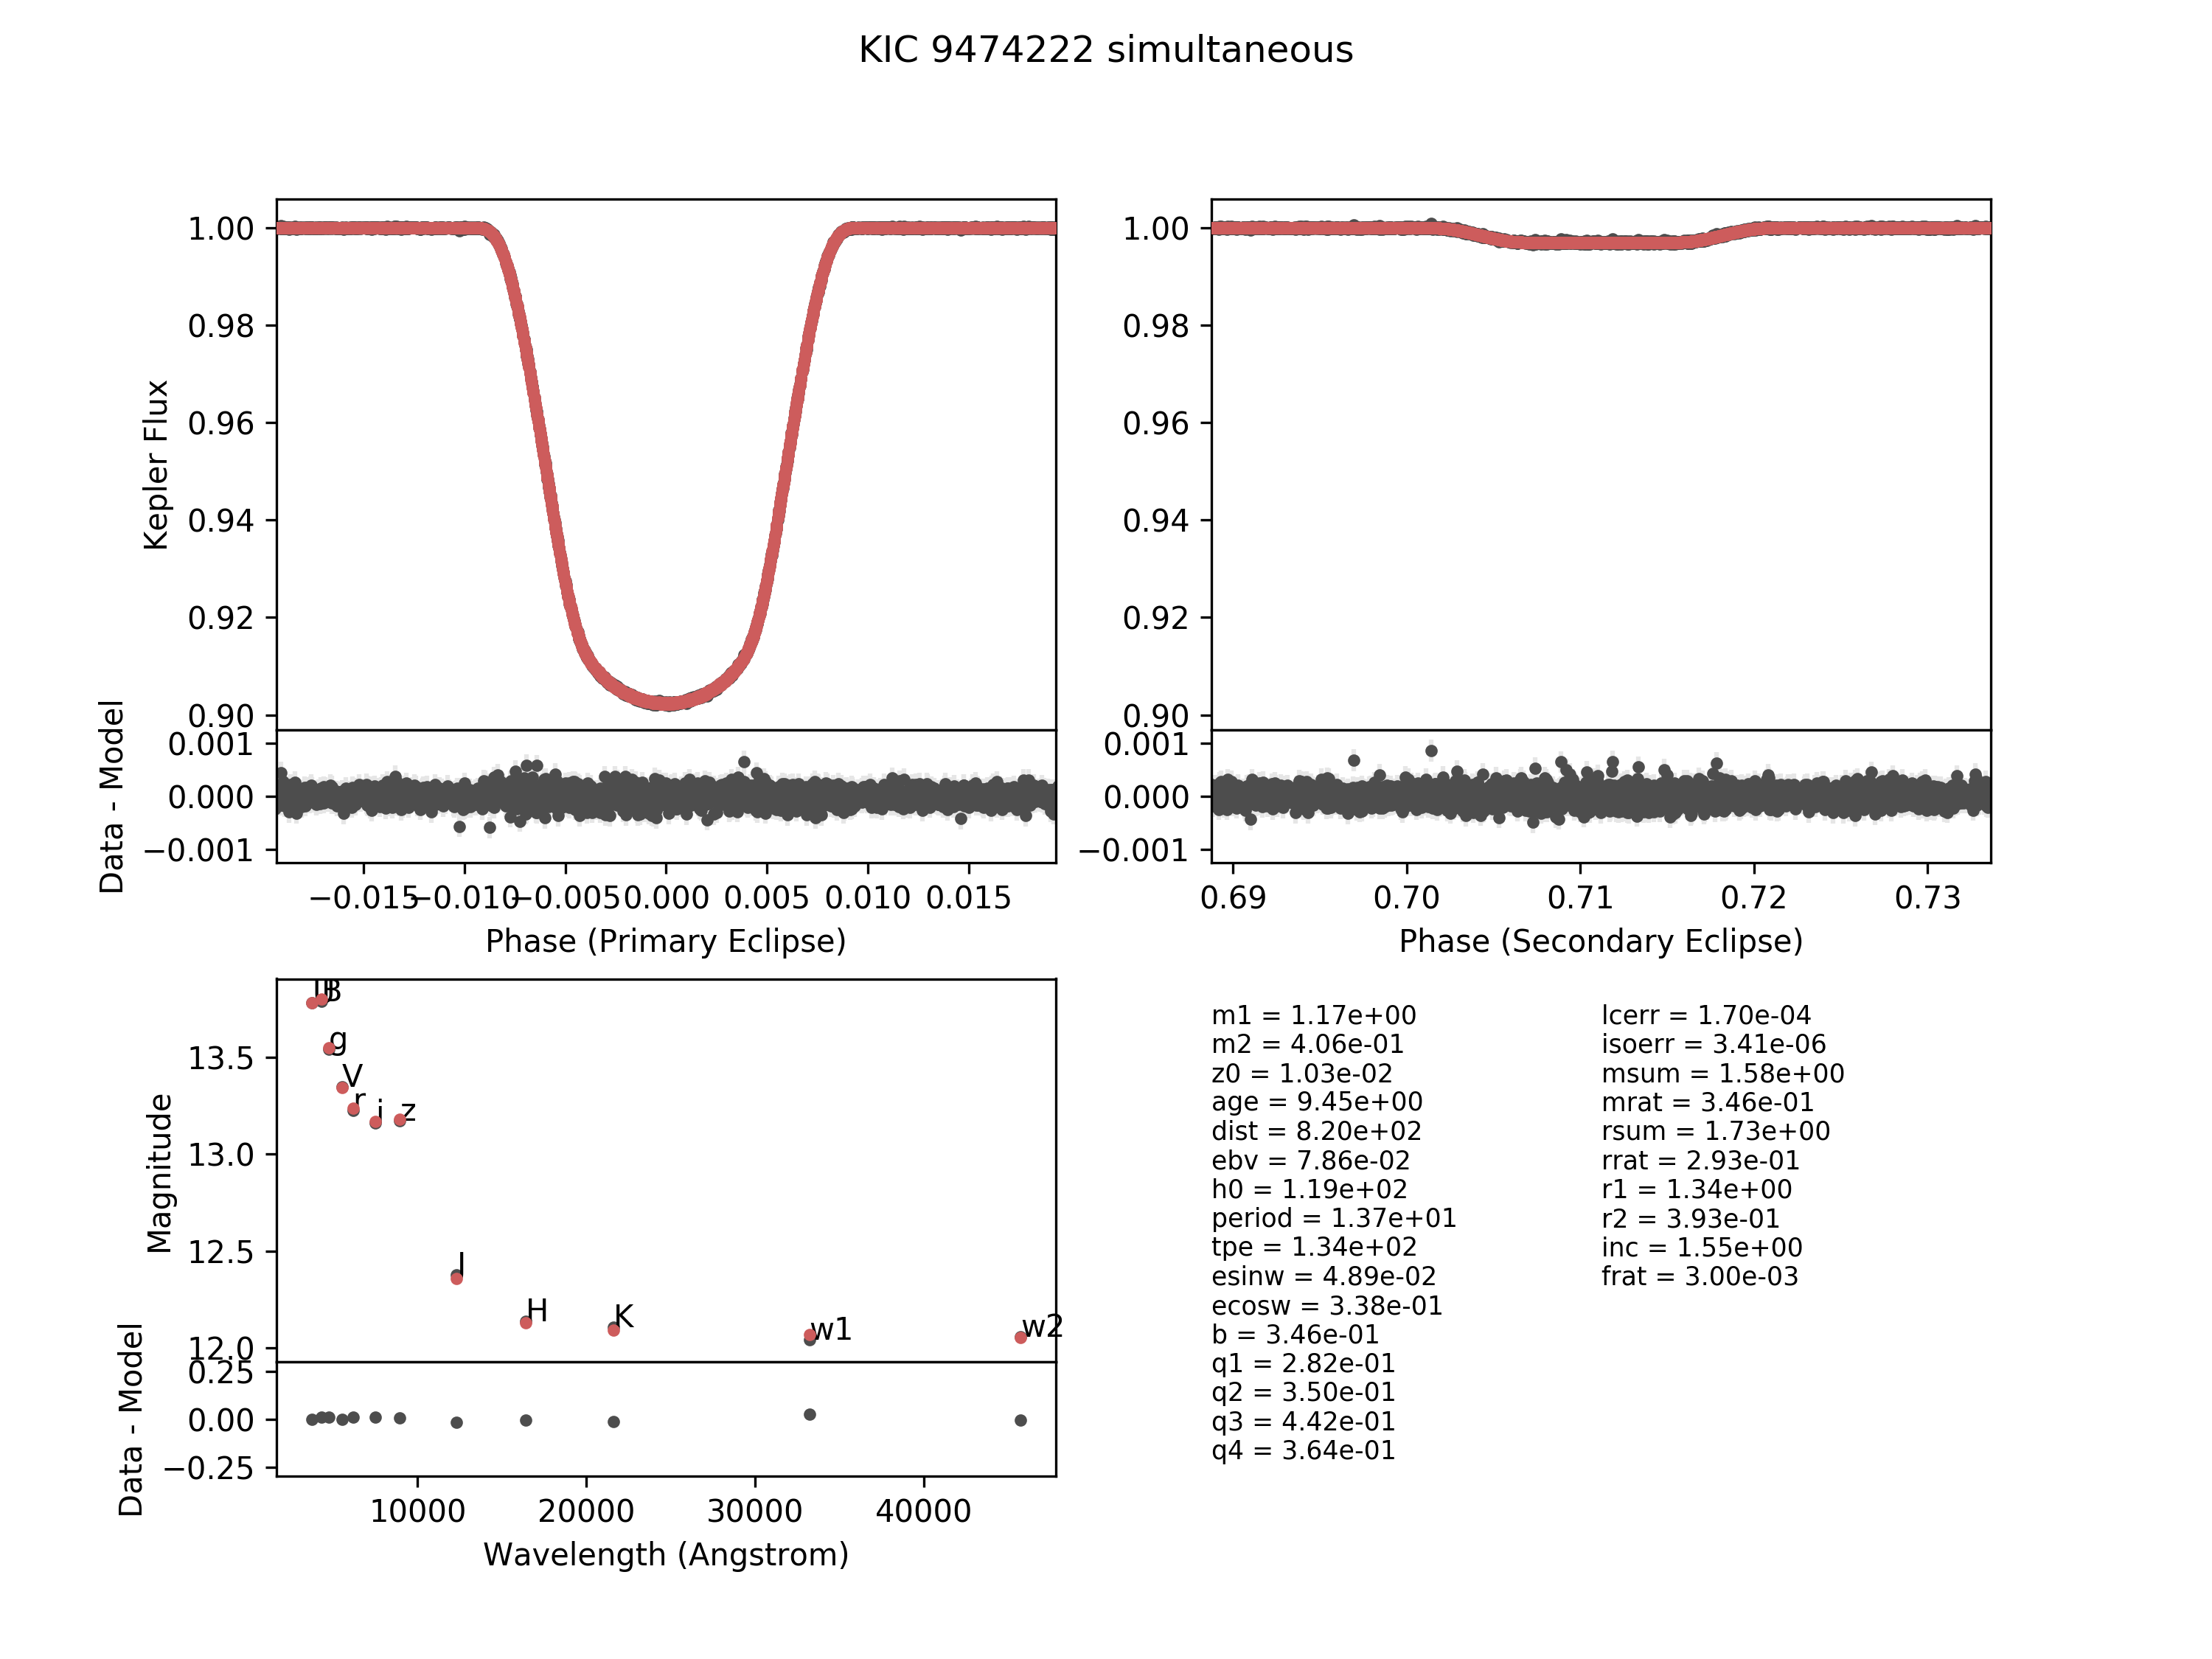 KIC 9474222 simultaneous
1.00
0.98
0.96
0.94
0.92
0.90
Kepler Flux
0.001
0.000
−0.001
Data - Model
−0.015 −0.010 −0.005 0.000 0.005 0.010 0.015
Phase (Primary Eclipse)
1.00
0.98
0.96
0.94
0.92
0.90
0.001
0.000
−0.001
0.69 0.70 0.71 0.72 0.73
Phase (Secondary Eclipse)
13.5
13.0
12.5
12.0
Magnitude
U B
g
V
r
i
z
J
H
K
w1
w2
0.25
0.00
−0.25
Data - Model
10000 20000 30000 40000
Wavelength (Angstrom)
m1 = 1.17e+00
m2 = 4.06e-01
z0 = 1.03e-02
age = 9.45e+00
dist = 8.20e+02
ebv = 7.86e-02
h0 = 1.19e+02
period = 1.37e+01
tpe = 1.34e+02
esinw = 4.89e-02
ecosw = 3.38e-01
b = 3.46e-01
q1 = 2.82e-01
q2 = 3.50e-01
q3 = 4.42e-01
q4 = 3.64e-01
lcerr = 1.70e-04
isoerr = 3.41e-06
msum = 1.58e+00
mrat = 3.46e-01
rsum = 1.73e+00
rrat = 2.93e-01
r1 = 1.34e+00
r2 = 3.93e-01
inc = 1.55e+00
frat = 3.00e-03